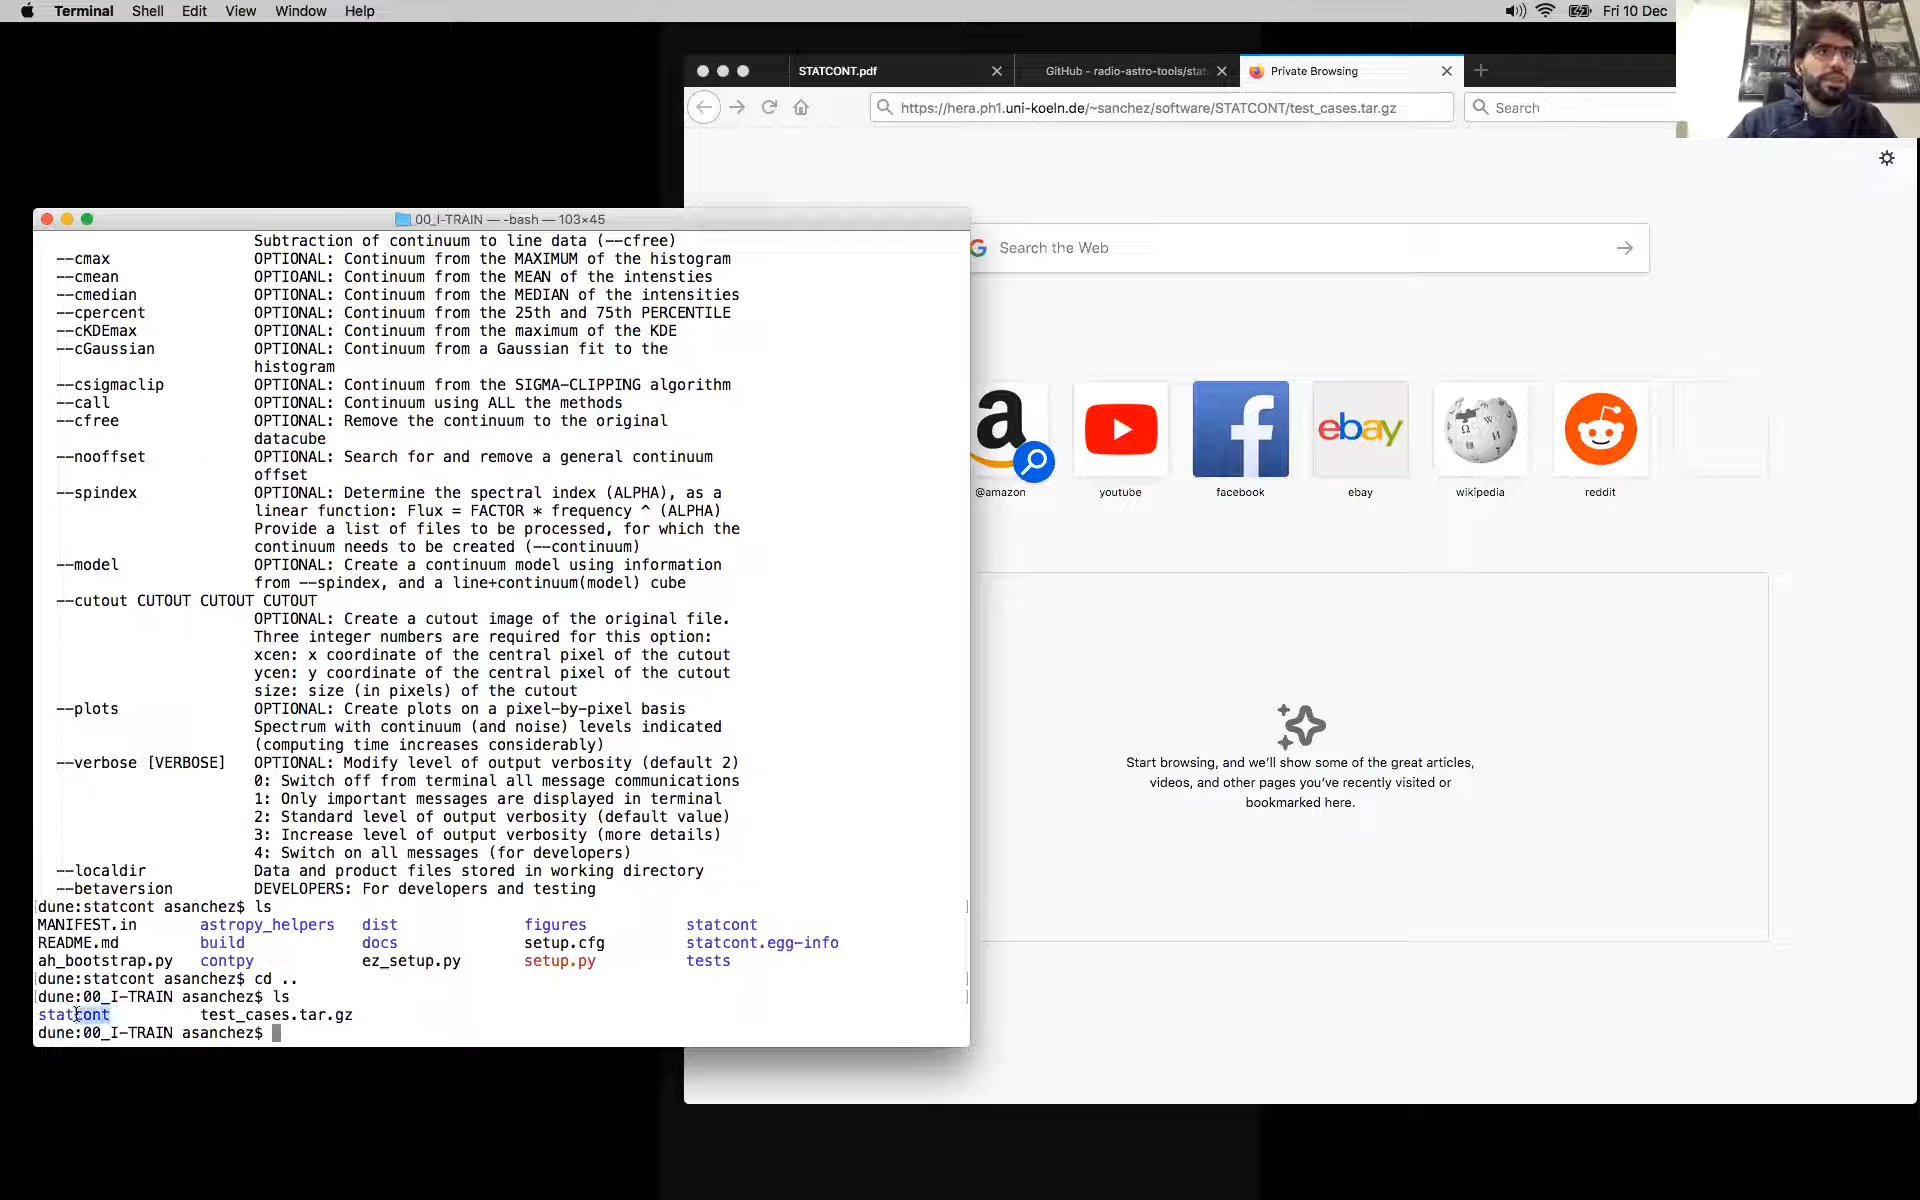 Terminal Shell Edit View Window Help
Fri 10 Dec
STATCONT.pdf
GitHub - radio-astro-tools/stat
Private Browsing
https://hera.ph1.uni-koeln.de/~sanchez/software/STATCONT/test_cases.tar.gz
Search
00_I-TRAIN — -bash — 103×45
Subtraction of continuum to line data (--cfree)
--cmax OPTIONAL: Continuum from the MAXIMUM of the histogram
--cmean OPTIOANL: Continuum from the MEAN of the intensties
--cmedian OPTIONAL: Continuum from the MEDIAN of the intensities
--cpercent OPTIONAL: Continuum from the 25th and 75th PERCENTILE
--cKDEmax OPTIONAL: Continuum from the maximum of the KDE
--cGaussian OPTIONAL: Continuum from a Gaussian fit to the
histogram
--csigmaclip OPTIONAL: Continuum from the SIGMA-CLIPPING algorithm
--call OPTIONAL: Continuum using ALL the methods
--cfree OPTIONAL: Remove the continuum to the original
datacube
--nooffset OPTIONAL: Search for and remove a general continuum
offset
--spindex OPTIONAL: Determine the spectral index (ALPHA), as a
linear function: Flux = FACTOR * frequency ^ (ALPHA)
Provide a list of files to be processed, for which the
continuum needs to be created (--continuum)
--model OPTIONAL: Create a continuum model using information
from --spindex, and a line+continuum(model) cube
--cutout CUTOUT CUTOUT CUTOUT
OPTIONAL: Create a cutout image of the original file.
Three integer numbers are required for this option:
xcen: x coordinate of the central pixel of the cutout
ycen: y coordinate of the central pixel of the cutout
size: size (in pixels) of the cutout
--plots OPTIONAL: Create plots on a pixel-by-pixel basis
Spectrum with continuum (and noise) levels indicated
(computing time increases considerably)
--verbose [VERBOSE] OPTIONAL: Modify level of output verbosity (default 2)
0: Switch off from terminal all message communications
1: Only important messages are displayed in terminal
2: Standard level of output verbosity (default value)
3: Increase level of output verbosity (more details)
4: Switch on all messages (for developers)
--localdir Data and product files stored in working directory
--betaversion DEVELOPERS: For developers and testing
[dune:statcont asanchez$ ls ]
MANIFEST.in astropy_helpers dist figures statcont
README.md build docs setup.cfg statcont.egg-info
ah_bootstrap.py contpy ez_setup.py setup.py tests
[dune:statcont asanchez$ cd .. ]
[dune:00_I-TRAIN asanchez$ ls ]
statcont test_cases.tar.gz
dune:00_I-TRAIN asanchez$
Search the Web
@amazon youtube facebook ebay wikipedia reddit
ebay
Start browsing, and we'll show some of the great articles,
videos, and other pages you've recently visited or
bookmarked here.